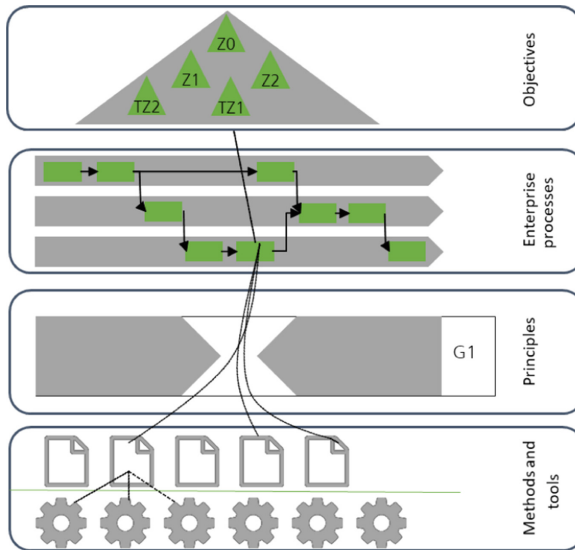 Z0
Z1
Z2
TZ2
TZ1
Objectives
Enterprise
processes
G1
Principles
Methods and
tools